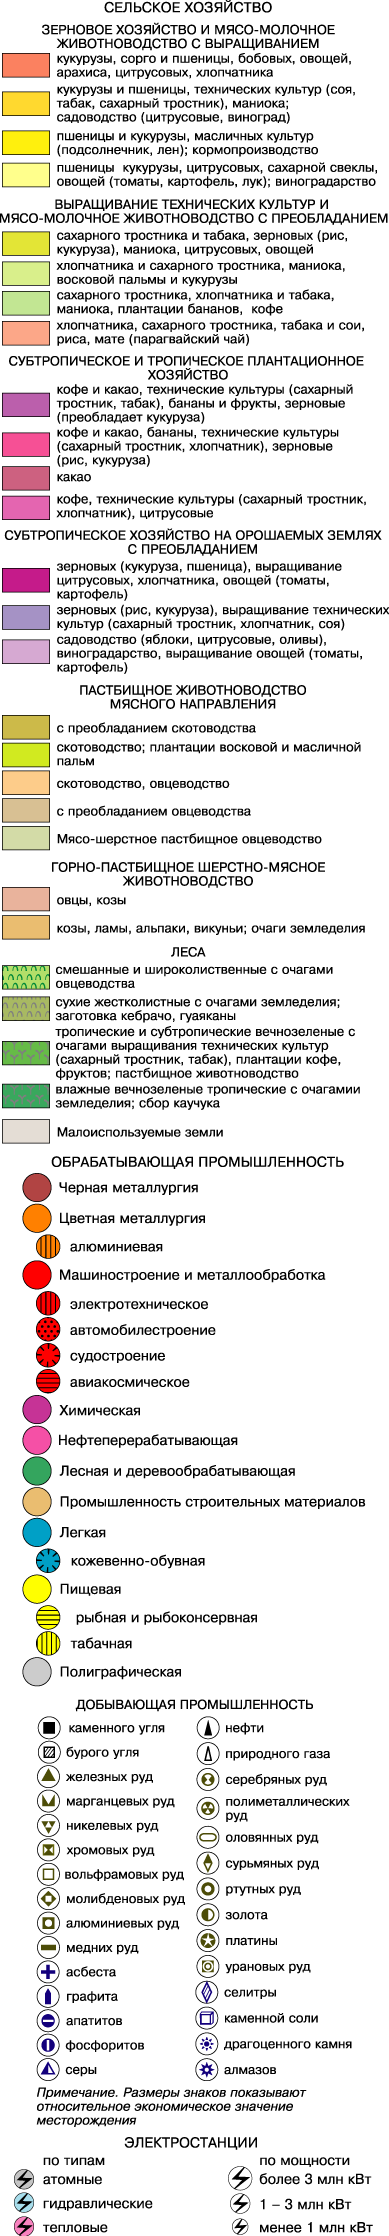 СЕЛЬСКОЕ ХОЗЯЙСТВО
ЗЕРНОВОЕ ХОЗЯЙСТВО И МЯСО-МОЛОЧНОЕ
ЖИВОТНОВОДСТВО С ВЫРАЩИВАНИЕМ
кукурузы, сорго и пшеницы, бобовых, овощей,
арахиса, цитрусовых, хлопчатника
кукурузы и пшеницы, технических культур (соя,
табак, сахарный тростник), маниока;
садоводство (цитрусовые, виноград)
пшеницы и кукурузы, масличных культур
(подсолнечник, лен); кормопроизводство
пшеницы кукурузы, цитрусовых, сахарной свеклы,
овощей (томаты, картофель, лук); виноградарство
ВЫРАЩИВАНИЕ ТЕХНИЧЕСКИХ КУЛЬТУР И
МЯСО-МОЛОЧНОЕ ЖИВОТНОВОДСТВО С ПРЕОБЛАДАНИЕМ
сахарного тростника и табака, зерновых (рис,
кукуруза), маниока, цитрусовых, овощей
хлопчатника и сахарного тростника, маниока,
восковой пальмы и кукурузы
сахарного тростника, хлопчатника и табака,
маниока, плантации бананов, кофе
хлопчатника, сахарного тростника, табака и сои,
риса, мате (парагвайский чай)
СУБТРОПИЧЕСКОЕ И ТРОПИЧЕСКОЕ ПЛАНТАЦИОННОЕ
ХОЗЯЙСТВО
кофе и какао, технические культуры (сахарный
тростник, табак), бананы и фрукты, зерновые
(преобладает кукуруза)
кофе и какао, бананы, технические культуры
(сахарный тростник, хлопчатник), зерновые
(рис, кукуруза)
какао
кофе, технические культуры (сахарный тростник,
хлопчатник), цитрусовые
СУБТРОПИЧЕСКОЕ ХОЗЯЙСТВО НА ОРОШАЕМЫХ ЗЕМЛЯХ
С ПРЕОБЛАДАНИЕМ
зерновых (кукуруза, пшеница), выращивание
цитрусовых, хлопчатника, овощей (томаты,
картофель)
зерновых (рис, кукуруза), выращивание технических
культур (сахарный тростник, хлопчатник, соя)
садоводство (яблоки, цитрусовые, оливы),
виноградарство, выращивание овощей (томаты,
картофель)
ПАСТБИЩНОЕ ЖИВОТНОВОДСТВО
МЯСНОГО НАПРАВЛЕНИЯ
с преобладанием скотоводства
скотоводство; плантации восковой и масличной
пальм
скотоводство, овцеводство
с преобладанием овцеводства
Мясо-шерстное пастбищное овцеводство
ГОРНО-ПАСТБИЩНОЕ ШЕРСТНО-МЯСНОЕ
ЖИВОТНОВОДСТВО
овцы, козы
козы, ламы, альпаки, викуньи; очаги земледелия
ЛЕСА
смешанные и широколиственные с очагами
овцеводства
сухие жестколистные с очагами земледелия;
заготовка кебрачо, гуаяканы
тропические и субтропические вечнозеленые с
очагами выращивания технических культур
(сахарный тростник, табак), плантации кофе,
фруктов; пастбищное животноводство
влажные вечнозеленые тропические с очагамии
земледелия; сбор каучука
Малоиспользуемые земли
ОБРАБАТЫВАЮЩАЯ ПРОМЫШЛЕННОСТЬ
Черная металлургия
Цветная металлургия
алюминиевая
Машиностроение и металлообработка
электротехническое
автомобилестроение
судостроение
авиакосмическое
Химическая
Нефтеперерабатывающая
Лесная и деревообрабатывающая
Промышленность строительных материалов
Легкая
кожевенно-обувная
Пищевая
рыбная и рыбоконсервная
табачная
Полиграфическая
ДОБЫВАЮЩАЯ ПРОМЫШЛЕННОСТЬ
каменного угля
бурого угля
железных руд
марганцевых руд
никелевых руд
хромовых руд
вольфрамовых руд
молибденовых руд
алюминиевых руд
медних руд
асбеста
графита
апатитов
фосфоритов
серы
нефти
природного газа
серебряных руд
полиметаллических
руд
оловянных руд
сурьмяных руд
ртутных руд
золота
платины
урановых руд
селитры
каменной соли
драгоценного камня
алмазов
Примечание. Размеры знаков показывают
относительное экономическое значение
месторождения
ЭЛЕКТРОСТАНЦИИ
по типам
атомные
гидравлические
тепловые
по мощности
более 3 млн кВт
1 – 3 млн кВт
менее 1 млн кВт